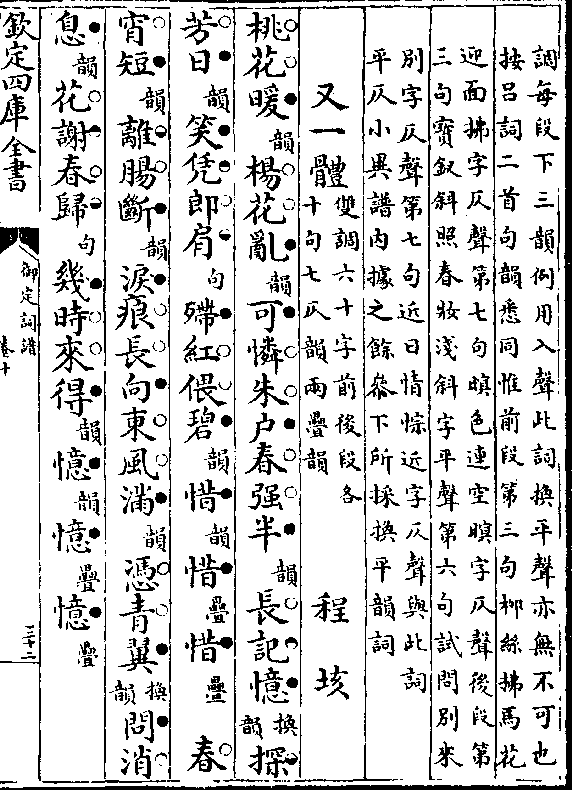 調每段下三韻例用入聲此詞換平聲亦無不可也
按呂詞二首句韻悉同惟前段第三句柳絲拂馬花
迎面拂字仄聲第七句暝色連空暝字仄聲後段第
三句寶釵斜照春妝淺斜字平聲第六句試問別來
別字仄聲第七句近日情悰近字仄聲與此詞
平仄小異譜内據之餘叅下所採換平韻詞
又一體 雙調六十字前後段各
十句七仄韻兩疊韻 程垓
桃花暖韻楊花亂韻可憐朱户春强半韻長記憶換韻探
芳日韻笑凭郎肩句殢紅偎碧韻惜韻惜疊惜疊 春
宵短韻離腸斷韻淚痕長向東風滿韻憑青翼換韻問消
息韻花謝春歸句幾時來得韻憶韻憶疊憶疊
欽定四庫全書 御定詞譜 卷十 三十二